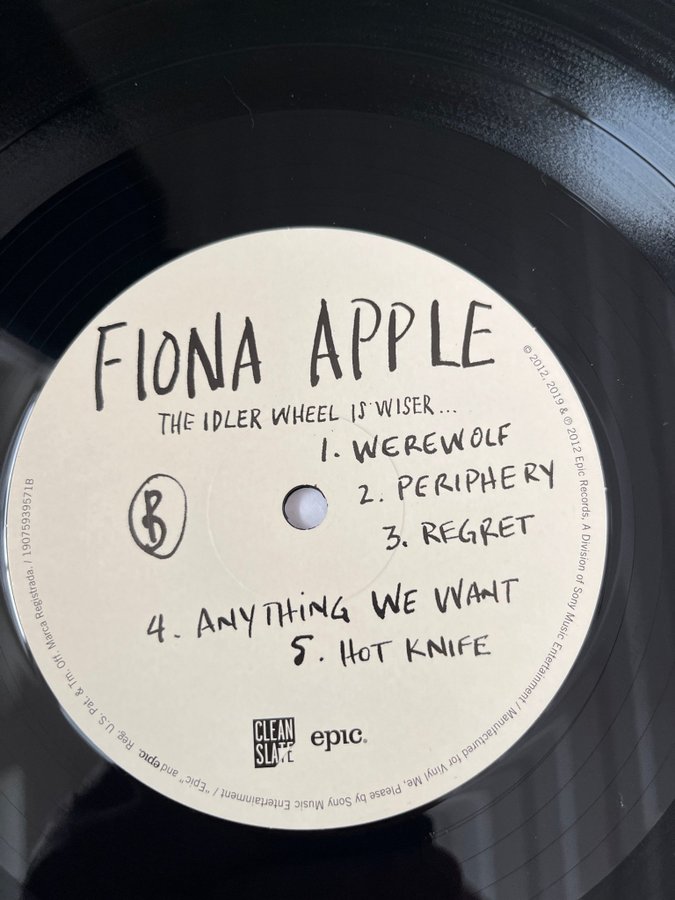 FIONA APPLE
THE IDLER WHEEL IS WISER...
1. WEREWOLF
2. PERIPHERY
3. REGRET
B
4. ANYTHING WE WANT
5. HOT KNIFE
CLEAN
SLATE
epic.
© 2012, 2019 & ℗ 2012 Epic Records, A Division of Sony Music Entertainment / Manufactured for Vinyl Me, Please by Sony Music Entertainment / "Epic" and epic. Reg. U.S. Pat. & Tm. Off. Marca Registrada. / 19075939571B